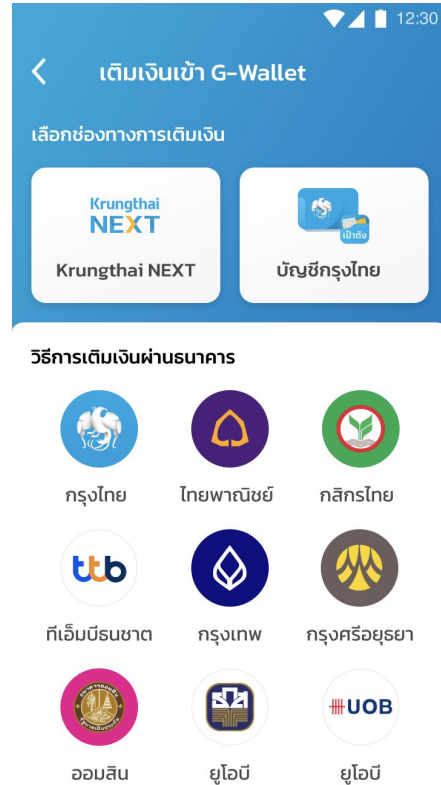 12:30
เติมเงินเข้า G-Wallet
เลือกช่องทางการเติมเงิน
Krungthai
NEXT
เป๋าตัง
Krungthai NEXT
บัญชีกรุงไทย
วิธีการเติมเงินผ่านธนาคาร
กรุงไทย
ไทยพาณิชย์
กสิกรไทย
ttb
ทีเอ็มบีธนชาต
กรุงเทพ
กรุงศรีอยุธยา
UOB
ออมสิน
ยูโอบี
ยูโอบี